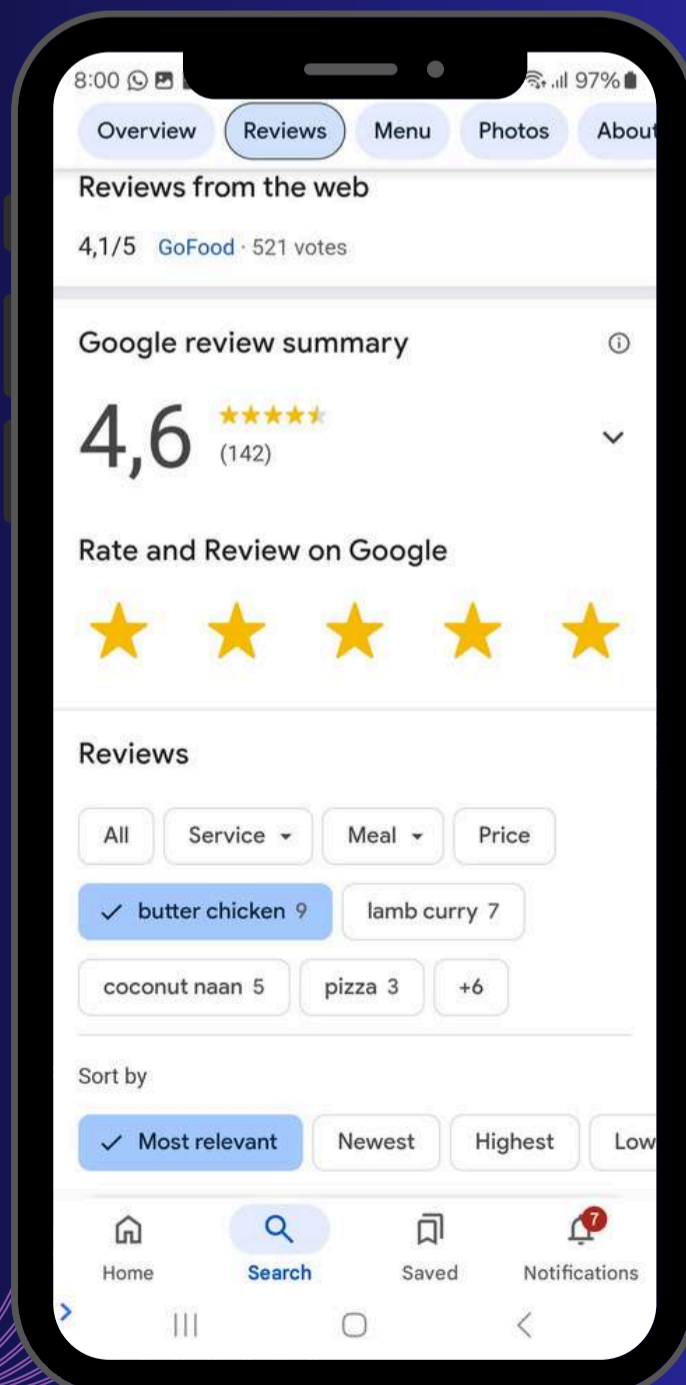 8:00 97%
Overview Reviews Menu Photos About
Reviews from the web
4,1/5 GoFood · 521 votes
Google review summary
4,6
(142)
Rate and Review on Google
Reviews
All Service Meal Price
butter chicken 9 lamb curry 7
coconut naan 5 pizza 3 +6
Sort by
Most relevant Newest Highest Low
7
Home Search Saved Notifications